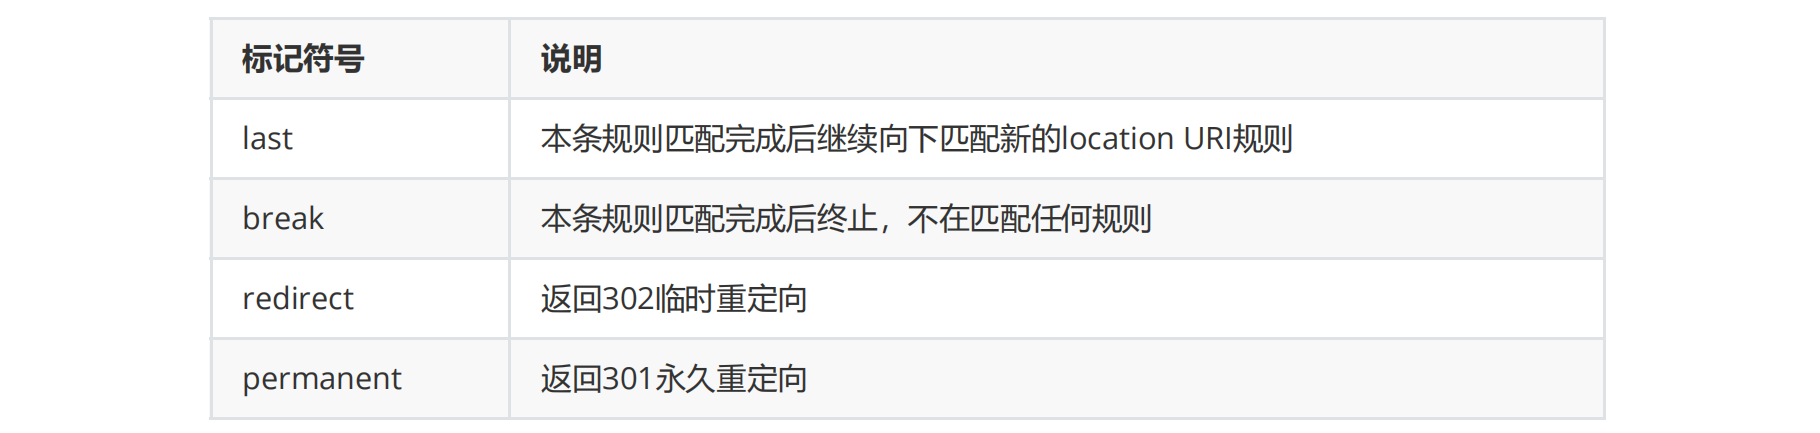 标记符号 说明
last 本条规则匹配完成后继续向下匹配新的location URI规则
break 本条规则匹配完成后终止，不在匹配任何规则
redirect 返回302临时重定向
permanent 返回301永久重定向